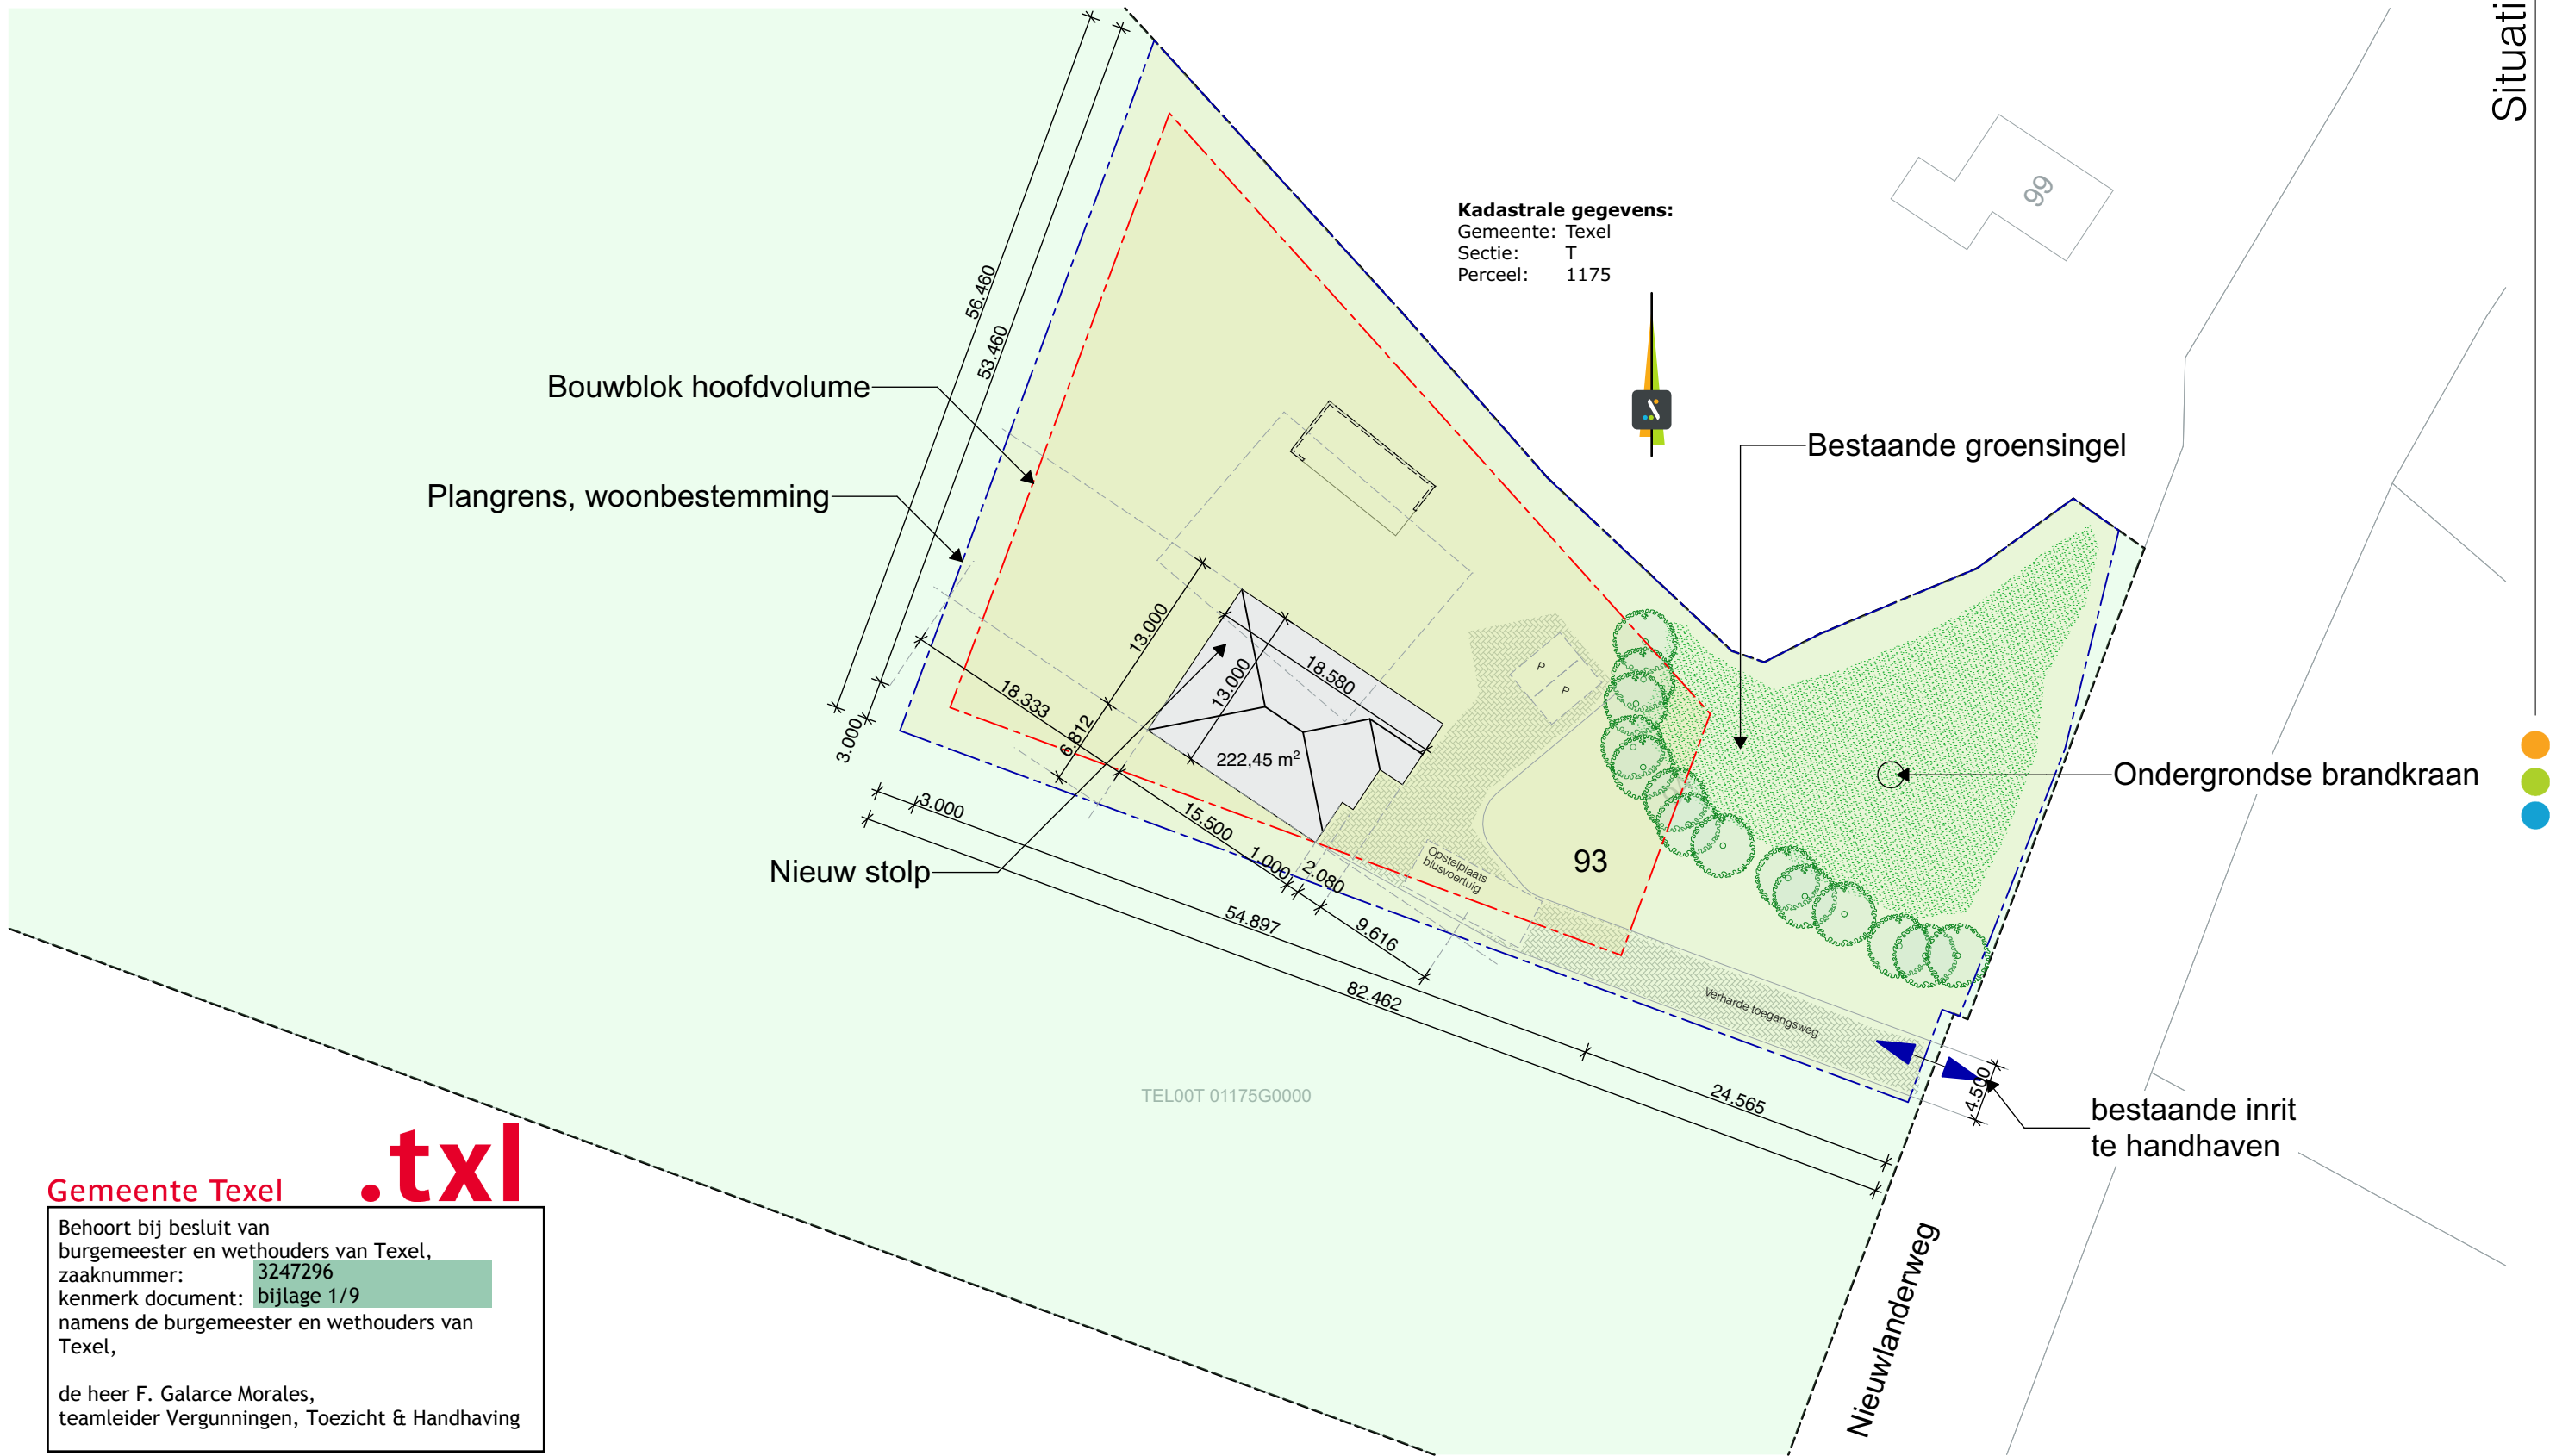 Situati
56.460
53.460
Kadastrale gegevens:
Gemeente: Texel
Sectie: T
Perceel: 1175
99
Bouwblok hoofdvolume
Plangrens, woonbestemming
Bestaande groensingel
13.000
13.000
18.580
18.333
6.812
3.000
222,45 m²
P
P
Ondergrondse brandkraan
3.000
15.500
1.000
2.080
9.616
Opstelplaats
blusvoertuig
93
Nieuw stolp
54.897
82.462
24.565
Verharde toegangsweg
4.500
TEL00T 01175G0000
bestaande inrit
te handhaven
Nieuwlanderweg
Gemeente Texel
.txl
Behoort bij besluit van
burgemeester en wethouders van Texel,
zaaknummer: 3247296
kenmerk document: bijlage 1/9
namens de burgemeester en wethouders van
Texel,
de heer F. Galarce Morales,
teamleider Vergunningen, Toezicht & Handhaving